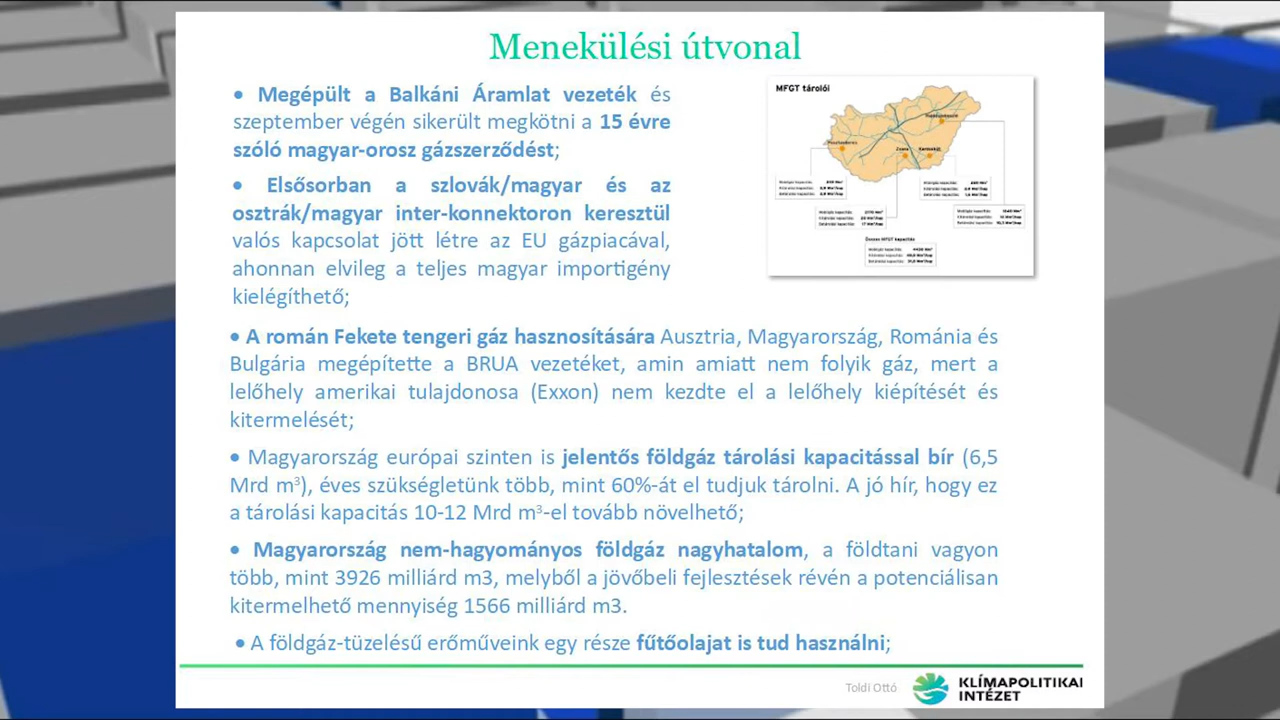 Menekülési útvonal
• Megépült a Balkáni Áramlat vezeték és
szeptember végén sikerült megkötni a 15 évre
szóló magyar-orosz gázszerződést;
• Elsősorban a szlovák/magyar és az
osztrák/magyar inter-konnektoron keresztül
valós kapcsolat jött létre az EU gázpiacával,
ahonnan elvileg a teljes magyar importigény
kielégíthető;
MFGT tárolói
Zsana
Összes MFGT kapacitás
• A román Fekete tengeri gáz hasznosítására Ausztria, Magyarország, Románia és
Bulgária megépítette a BRUA vezetéket, amin amiatt nem folyik gáz, mert a
lelőhely amerikai tulajdonosa (Exxon) nem kezdte el a lelőhely kiépítését és
kitermelését;
• Magyarország európai szinten is jelentős földgáz tárolási kapacitással bír (6,5
Mrd m³), éves szükségletünk több, mint 60%-át el tudjuk tárolni. A jó hír, hogy ez
a tárolási kapacitás 10-12 Mrd m³-el tovább növelhető;
• Magyarország nem-hagyományos földgáz nagyhatalom, a földtani vagyon
több, mint 3926 milliárd m3, melyből a jövőbeli fejlesztések révén a potenciálisan
kitermelhető mennyiség 1566 milliárd m3.
• A földgáz-tüzelésű erőműveink egy része fűtőolajat is tud használni;
Toldi Ottó
KLÍMAPOLITIKAI
INTÉZET